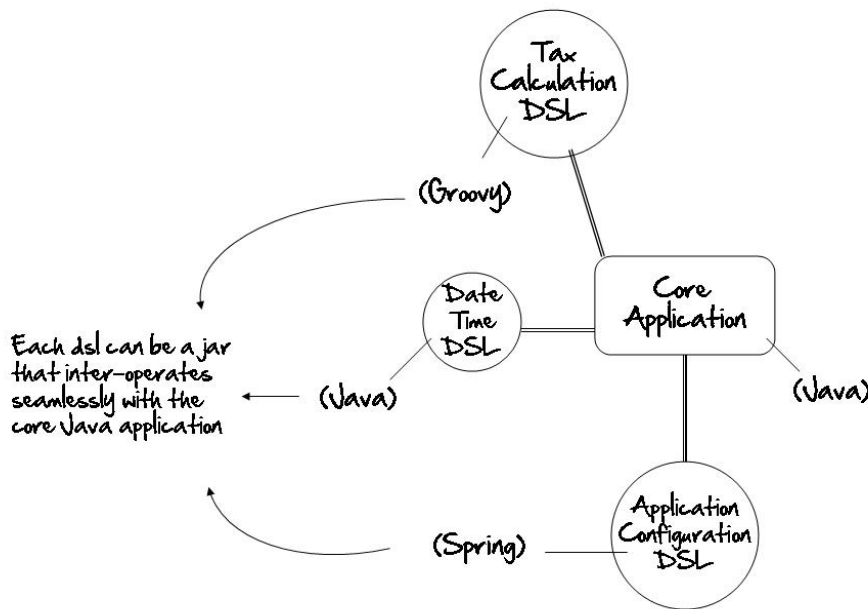 Tax
Calculation
DSL
(Groovy)
Date
Time
DSL
Core
Application
Each dsl can be a jar
that inter-operates
seamlessly with the
core Java application
(Java)
(Java)
Application
Configuration
DSL
(Spring)